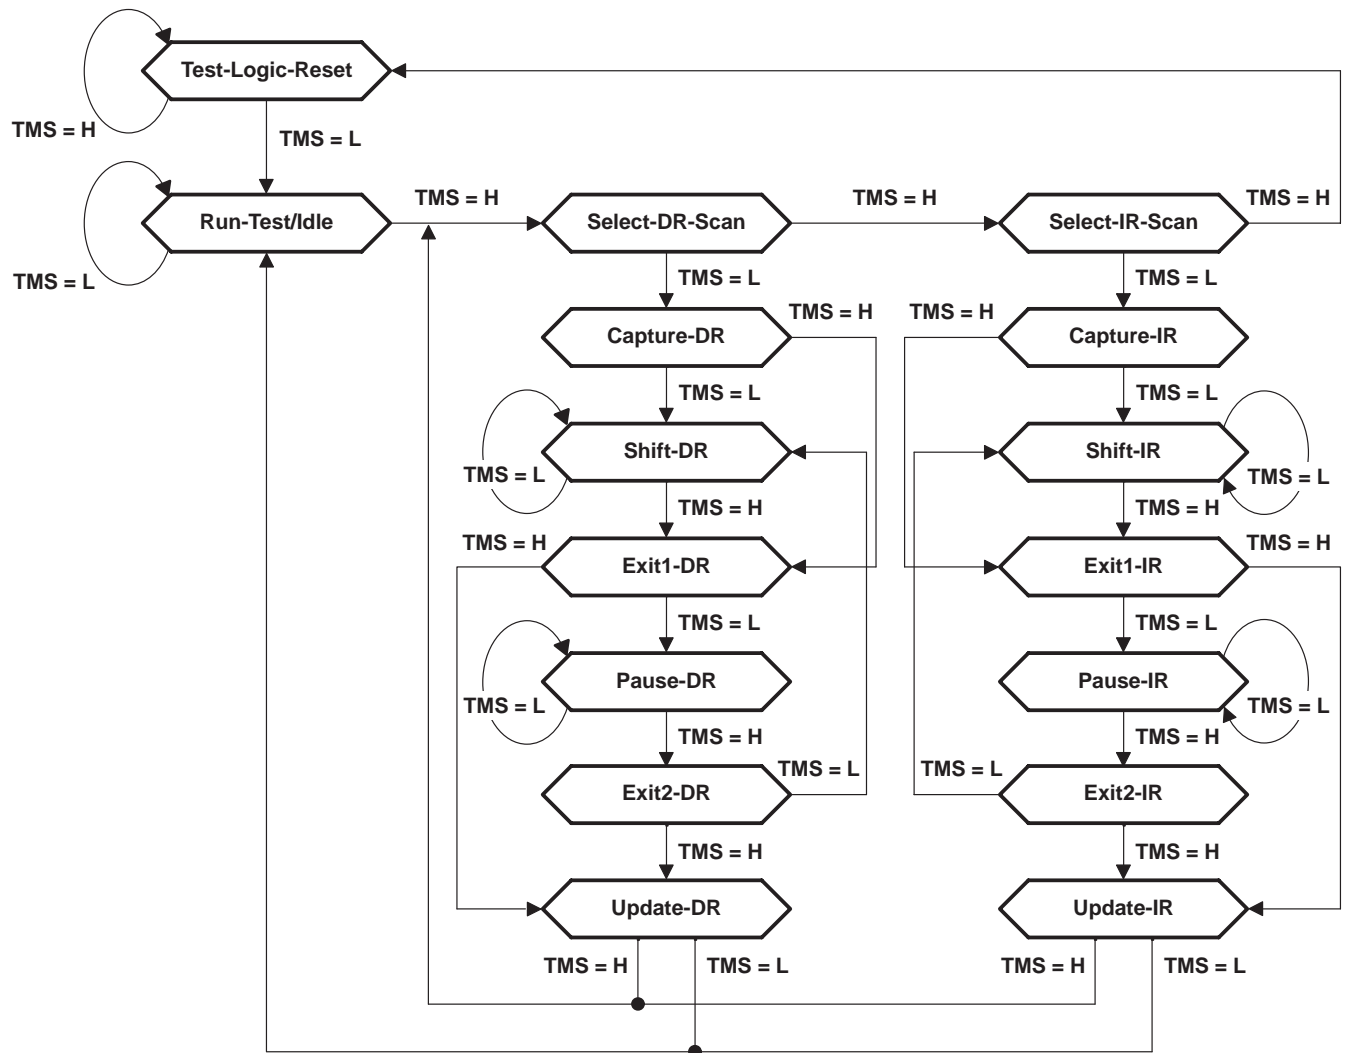 Test-Logic-Reset
TMS = H
TMS = L
TMS = H
TMS = H
TMS = H
Run-Test/Idle
Select-DR-Scan
Select-IR-Scan
TMS = L
TMS = L
TMS = L
TMS = H
TMS = H
Capture-DR
Capture-IR
TMS = L
TMS = L
Shift-DR
Shift-IR
TMS = L
TMS = L
TMS = H
TMS = H
TMS = H
TMS = H
Exit1-DR
Exit1-IR
TMS = L
TMS = L
Pause-DR
Pause-IR
TMS = L
TMS = L
TMS = H
TMS = H
TMS = L
TMS = L
Exit2-DR
Exit2-IR
TMS = H
TMS = H
Update-DR
Update-IR
TMS = H
TMS = L
TMS = H
TMS = L